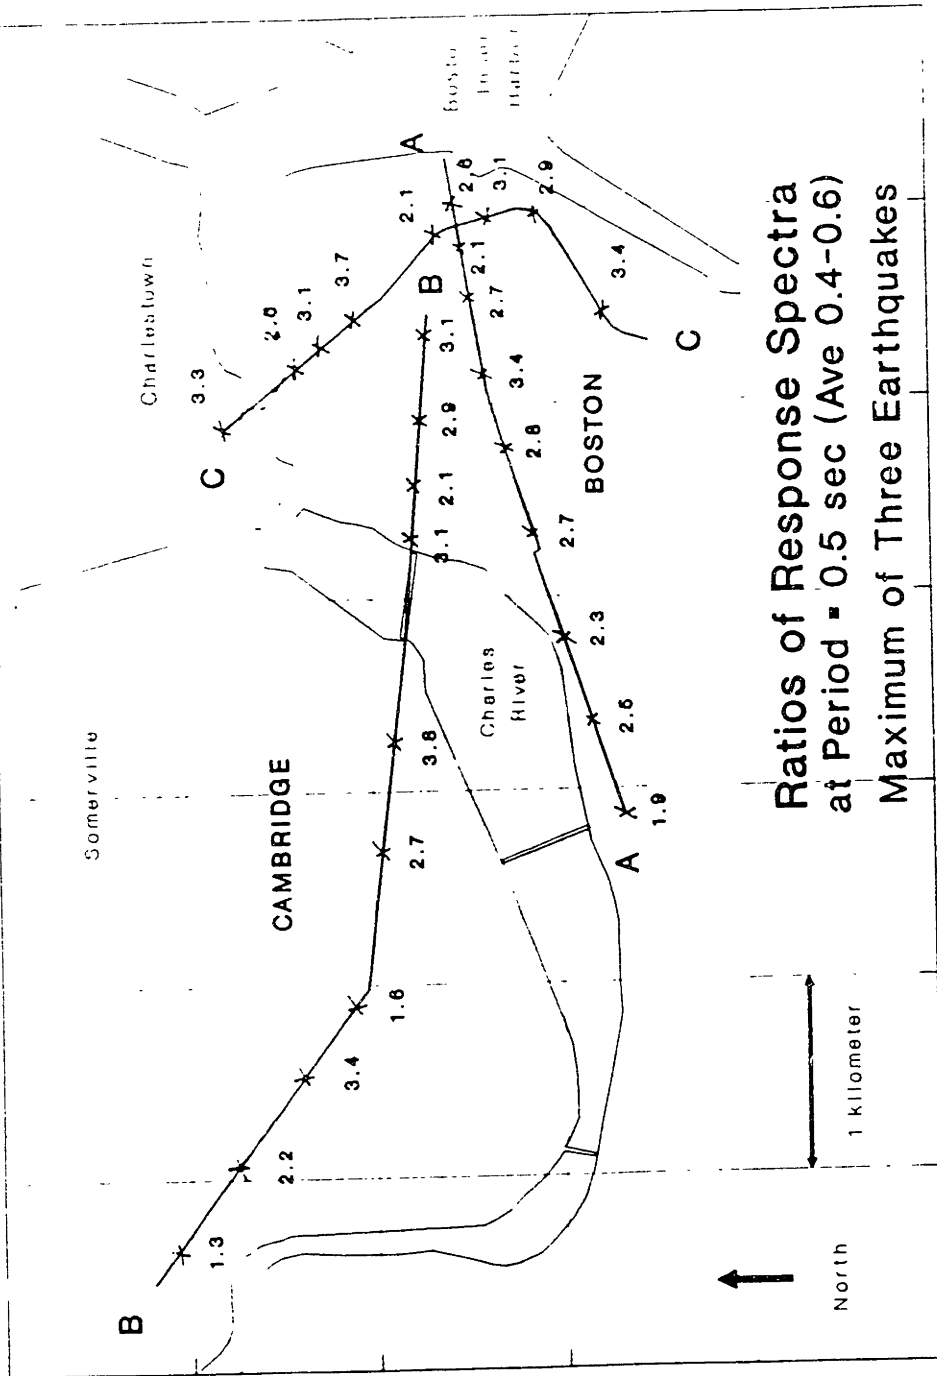 Somerville
Charlestown
CAMBRIDGE
BOSTON
Charles
River
B
1.3
2.2
3.4
1.6
2.7
3.8
3.1
2.1
2.9
3.1
B
C
3.3
3.1
3.7
2.1
3.1
2.9
3.4
C
A
1.9
2.3
2.7
2.8
3.4
2.7
2.1
A
North
1 kilometer
Ratios of Response Spectra
at Period = 0.5 sec (Ave 0.4-0.6)
Maximum of Three Earthquakes